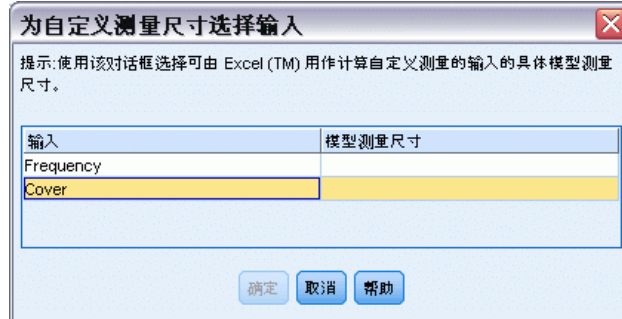 为自定义测量尺寸选择输入
提示:使用该对话框选择可由 Excel (TM) 用作计算自定义测量的输入的具体模型测量
尺寸。
输入 模型测量尺寸
Frequency
Cover
确定 取消 帮助